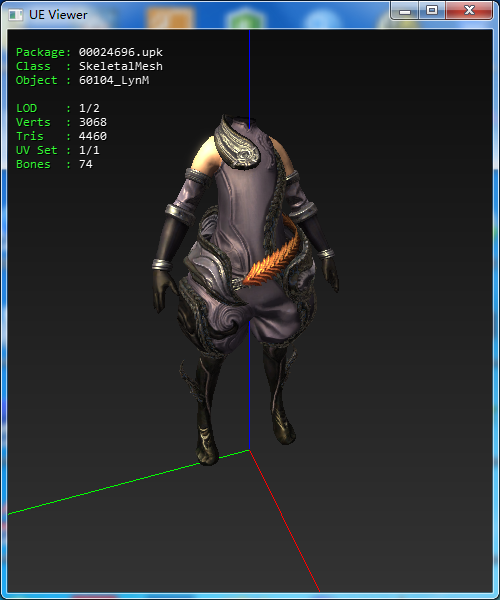 UE Viewer
Package: 00024696.upk
Class : SkeletalMesh
Object : 60104_LynM
LOD : 1/2
Verts : 3068
Tris : 4460
UV Set : 1/1
Bones : 74